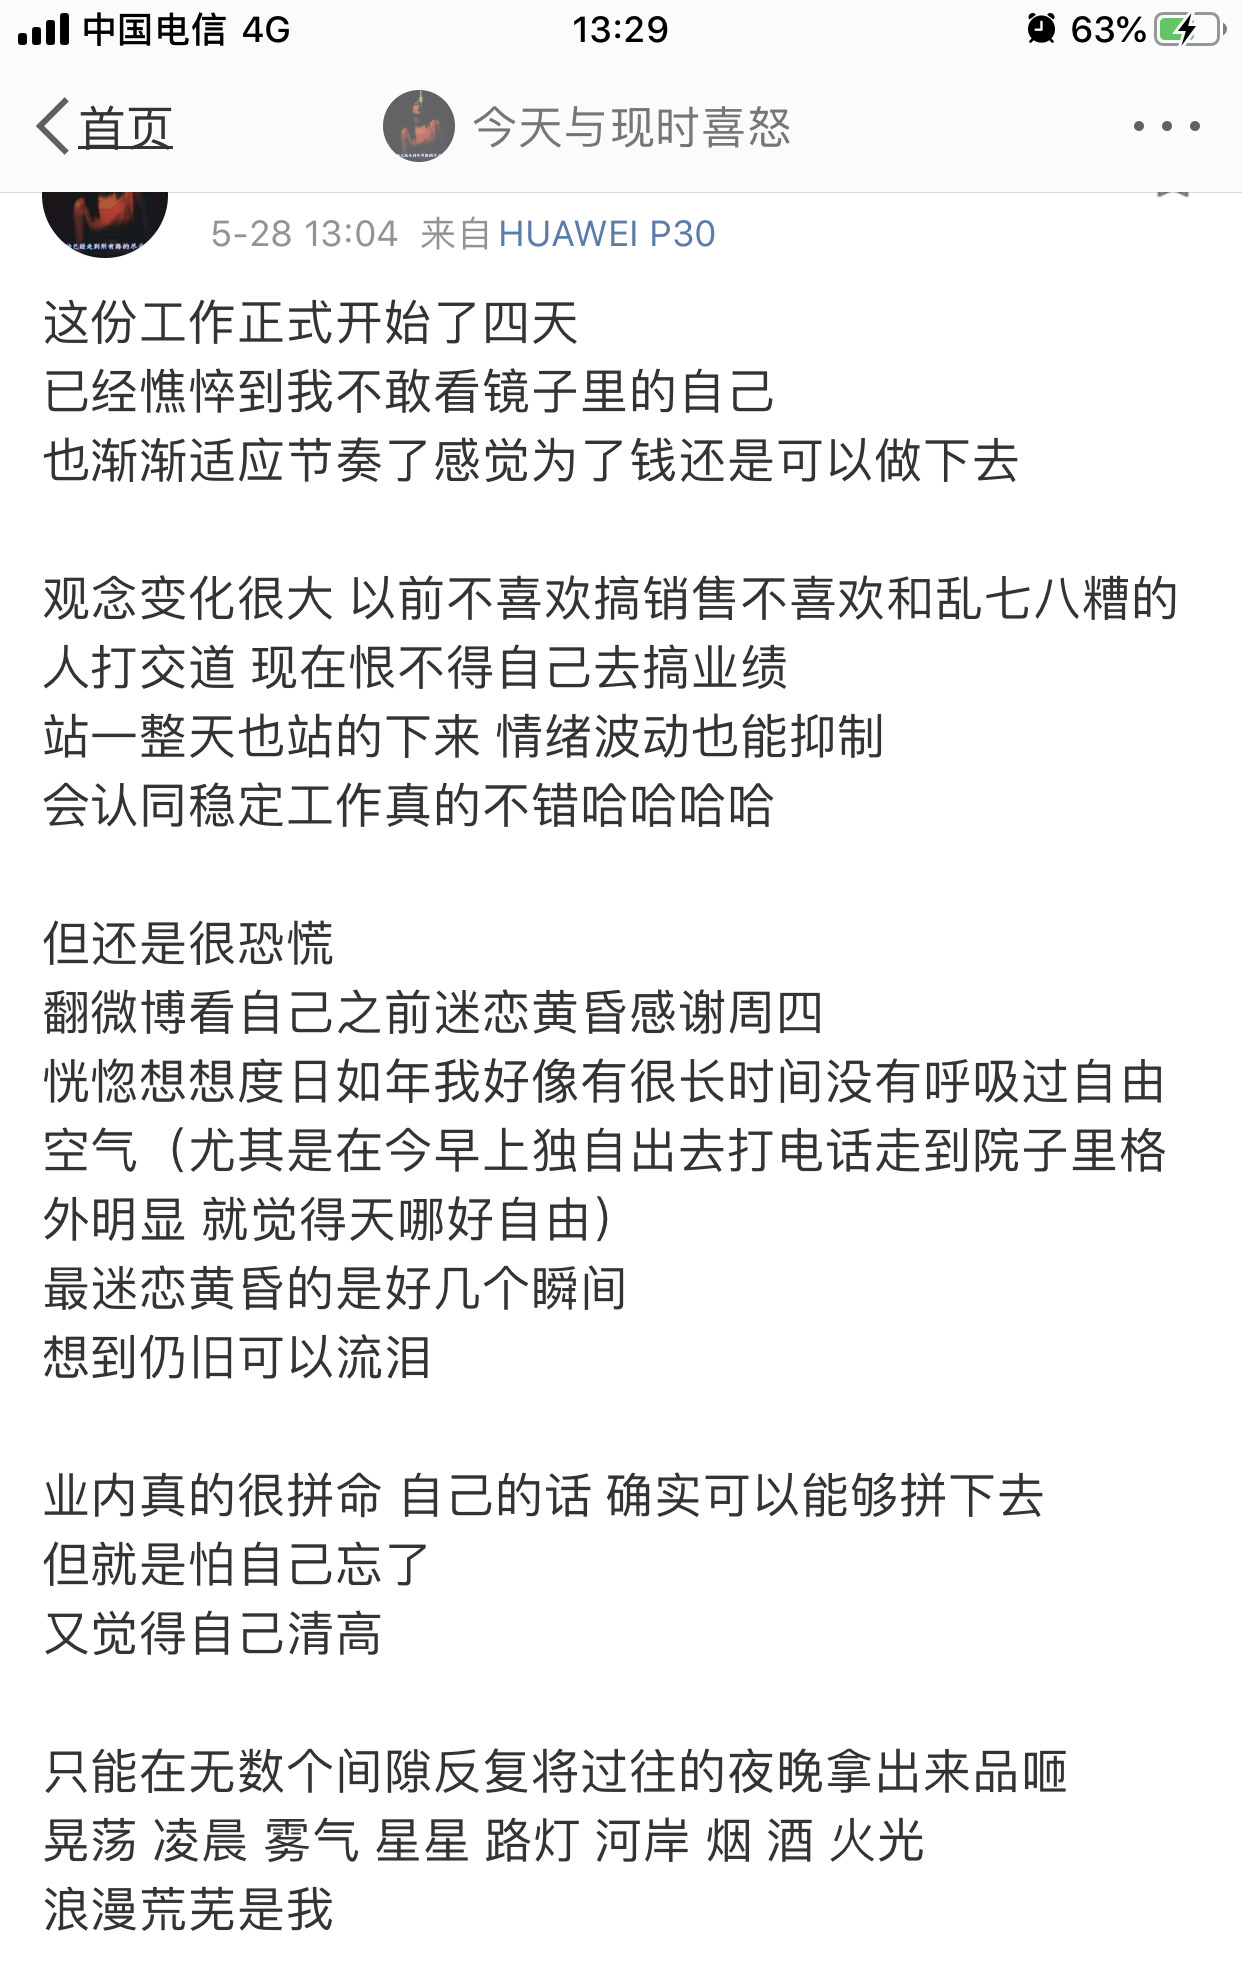 中国电信 4G 13:29 63%
首页 今天与现时喜怒
5-28 13:04 来自 HUAWEI P30
这份工作正式开始了四天
已经憔悴到我不敢看镜子里的自己
也渐渐适应节奏了感觉为了钱还是可以做下去
观念变化很大 以前不喜欢搞销售不喜欢和乱七八糟的
人打交道 现在恨不得自己去搞业绩
站一整天也站的下来 情绪波动也能抑制
会认同稳定工作真的不错哈哈哈哈
但还是很恐慌
翻微博看自己之前迷恋黄昏感谢周四
恍惚想想度日如年我好像有很长时间没有呼吸过自由
空气（尤其是在今早上独自出去打电话走到院子里格
外明显 就觉得天哪好自由）
最迷恋黄昏的是好几个瞬间
想到仍旧可以流泪
业内真的很拼命 自己的话 确实可以能够拼下去
但就是怕自己忘了
又觉得自己清高
只能在无数个间隙反复将过往的夜晚拿出来品咂
晃荡 凌晨 雾气 星星 路灯 河岸 烟 酒 火光
浪漫荒芜是我